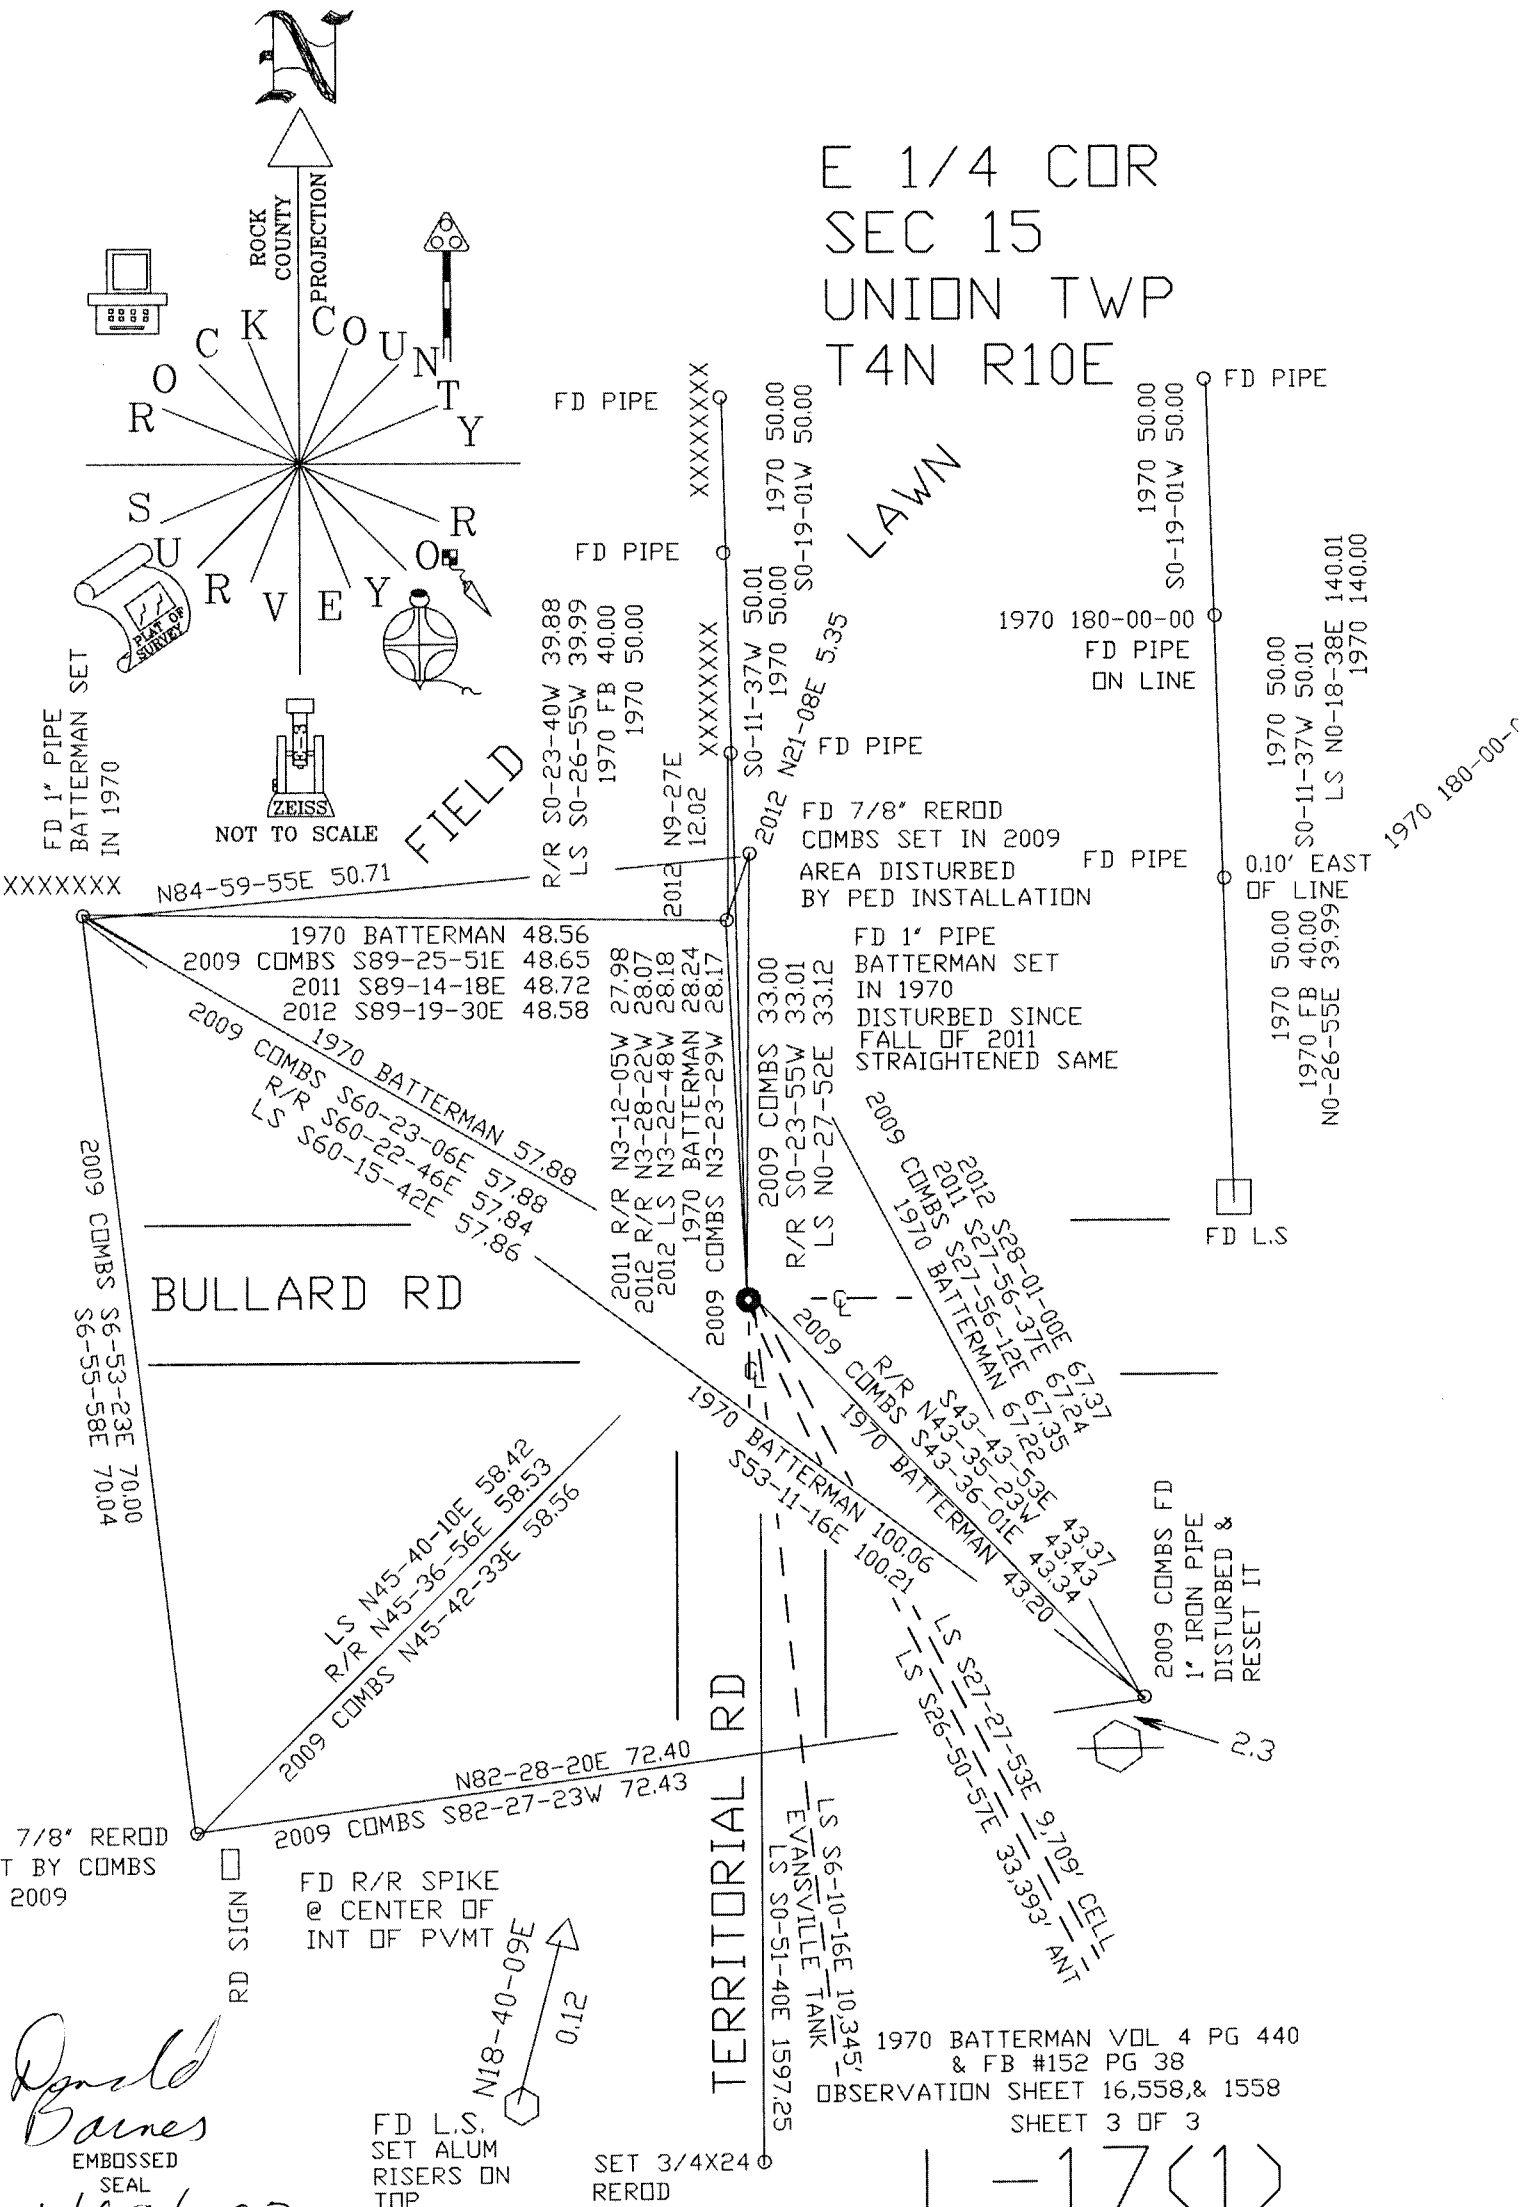 N
ROCK
COUNTY
PROJECTION
ROCK COUNTY
SURVEYOR
PLAT OF
SURVEY
ZEISS
NOT TO SCALE
E 1/4 COR
SEC 15
UNION TWP
T4N R10E
FD PIPE
XXXXXXX
1970 50.00
S0-19-01W 50.00
LAWN
FD PIPE
1970 50.00
S0-19-01W 50.00
FD PIPE
XXXXXXX
S0-11-37W 50.01
1970 50.00
1970 180-00-00
FD PIPE
ON LINE
1970 50.00
S0-11-37W 50.01
LS N0-18-38E 140.01
1970 140.00
1970 180-00-
FD 1" PIPE
BATTERMAN SET
IN 1970
XXXXXXX
FIELD
R/R S0-23-40W 39.88
LS S0-26-55W 39.99
1970 FB 40.00
1970 50.00
2012 N9-27E
12.02
FD PIPE
2012 N21-08E 5.35
FD 7/8" REROD
COMBS SET IN 2009
AREA DISTURBED
BY PED INSTALLATION
FD PIPE
0.10' EAST
OF LINE
1970 50.00
1970 FB 40.00
N0-26-55E 39.99
FD L.S
N84-59-55E 50.71
1970 BATTERMAN 48.56
2009 COMBS S89-25-51E 48.65
2011 S89-14-18E 48.72
2012 S89-19-30E 48.58
FD 1" PIPE
BATTERMAN SET
IN 1970
DISTURBED SINCE
FALL OF 2011
STRAIGHTENED SAME
1970 BATTERMAN 57.88
2009 COMBS S60-23-06E 57.88
R/R S60-22-46E 57.84
LS S60-15-42E 57.86
2011 R/R N3-12-05W 27.98
2012 R/R N3-28-22W 28.07
2012 LS N3-22-48W 28.18
1970 BATTERMAN 28.24
2009 COMBS N3-23-29W 28.17
2009 COMBS 33.00
R/R S0-23-55W 33.01
LS N0-27-52E 33.12
2012 S28-01-00E 67.37
2011 S27-56-37E 67.24
2009 COMBS S27-56-12E 67.35
1970 BATTERMAN 67.22
2009 COMBS S6-53-23E 70.00
S6-55-58E 70.04
BULLARD RD
CL
CL
R/R S43-43-53E 43.37
N43-35-23W 43.43
2009 COMBS S43-36-01E 43.34
1970 BATTERMAN 43.20
1970 BATTERMAN 100.06
S53-11-16E 100.21
LS N45-40-10E 58.42
R/R N45-36-56E 58.53
2009 COMBS N45-42-33E 58.56
2009 COMBS FD
1" IRON PIPE
DISTURBED &
RESET IT
2.3
N82-28-20E 72.40
2009 COMBS S82-27-23W 72.43
LS S27-27-53E 9,709' CELL
LS S26-50-57E 33,393' ANT
7/8" REROD
T BY COMBS
2009
RD SIGN
FD R/R SPIKE
@ CENTER OF
INT OF PVMT
N18-40-09E
0.12
TERRITORIAL RD
LS S6-10-16E 10,345'
EVANSVILLE TANK
LS S0-51-40E 1597.25
1970 BATTERMAN VOL 4 PG 440
& FB #152 PG 38
OBSERVATION SHEET 16,558,& 1558
SHEET 3 OF 3
Donald
Barnes
EMBOSSED
SEAL
FD L.S.
SET ALUM
RISERS ON
TOP
SET 3/4X24
REROD
L-17(1)